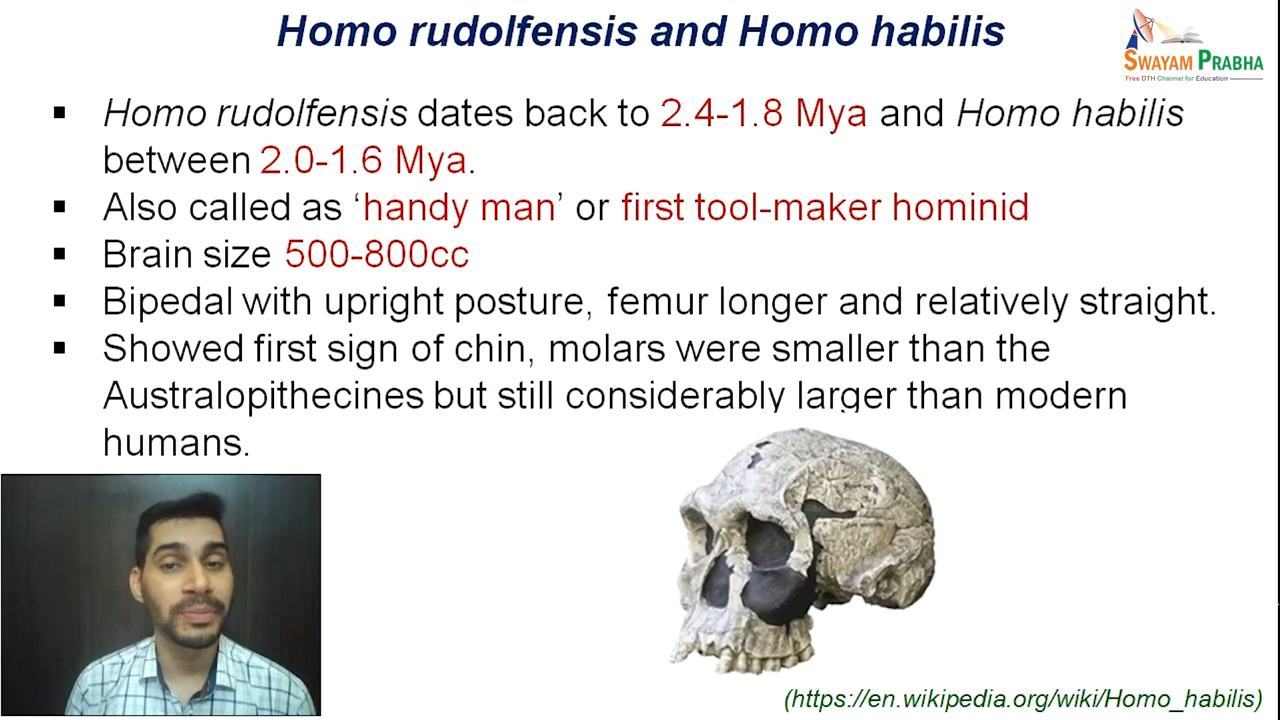 Homo rudolfensis and Homo habilis
SWAYAM PRABHA
Free DTH Channel for Education
▪ Homo rudolfensis dates back to 2.4-1.8 Mya and Homo habilis
between 2.0-1.6 Mya.
▪ Also called as ‘handy man’ or first tool-maker hominid
▪ Brain size 500-800cc
▪ Bipedal with upright posture, femur longer and relatively straight.
▪ Showed first sign of chin, molars were smaller than the
Australopithecines but still considerably larger than modern
humans.
(https://en.wikipedia.org/wiki/Homo_habilis)